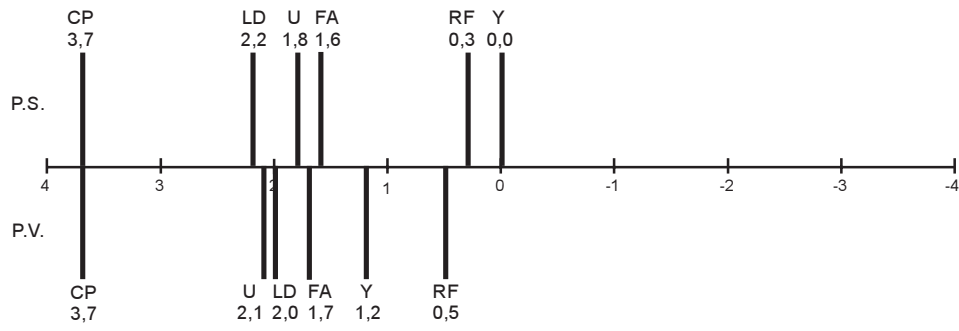 CP LD U FA RF Y
3,7 2,2 1,8 1,6 0,3 0,0
P.S.
4 3 2 1 0 -1 -2 -3 -4
P.V.
CP U LD FA Y RF
3,7 2,1 2,0 1,7 1,2 0,5